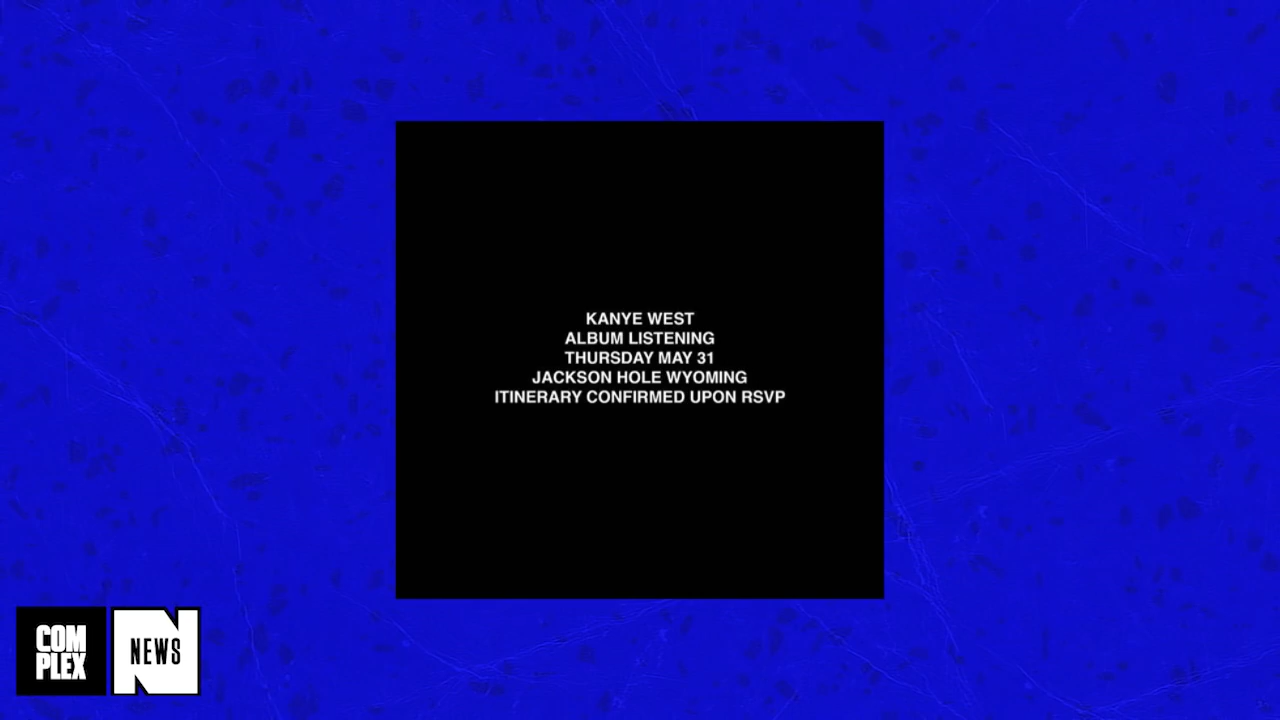 KANYE WEST
ALBUM LISTENING
THURSDAY MAY 31
JACKSON HOLE WYOMING
ITINERARY CONFIRMED UPON RSVP
COM
PLEX
NEWS